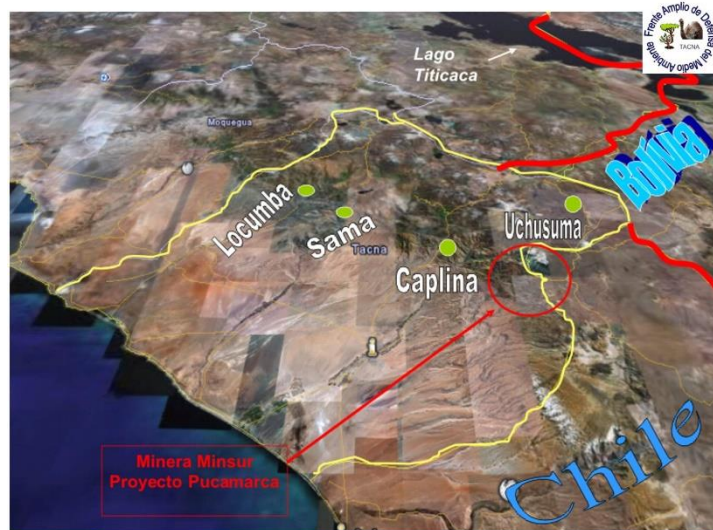 Lago
Titicaca
Frente Amplio de Defensa del Medio Ambiente
TACNA
Moquegua
Bolívia
Locumba
Sama
Tacna
Caplina
Uchusuma
Minera Minsur
Proyecto Pucamarca
Chile